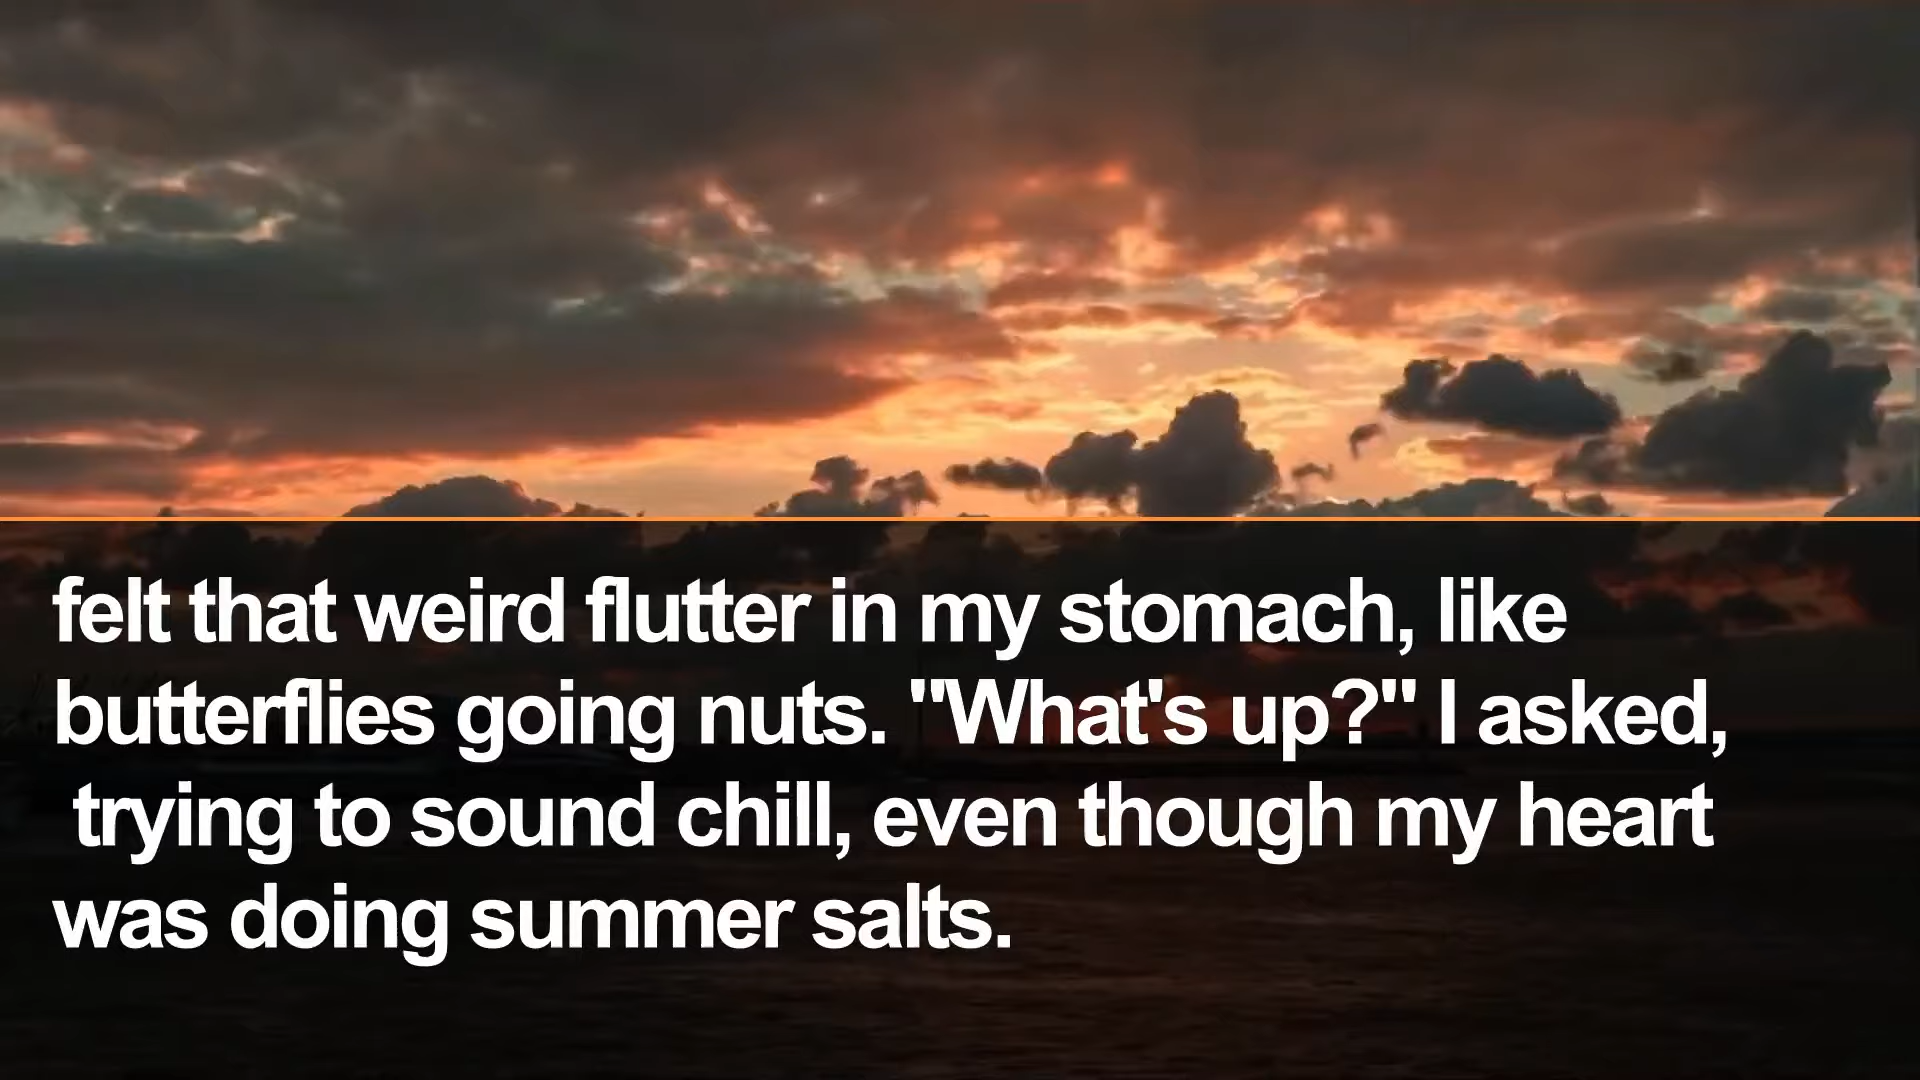 felt that weird flutter in my stomach, like
butterflies going nuts. "What's up?" I asked,
trying to sound chill, even though my heart
was doing summer salts.